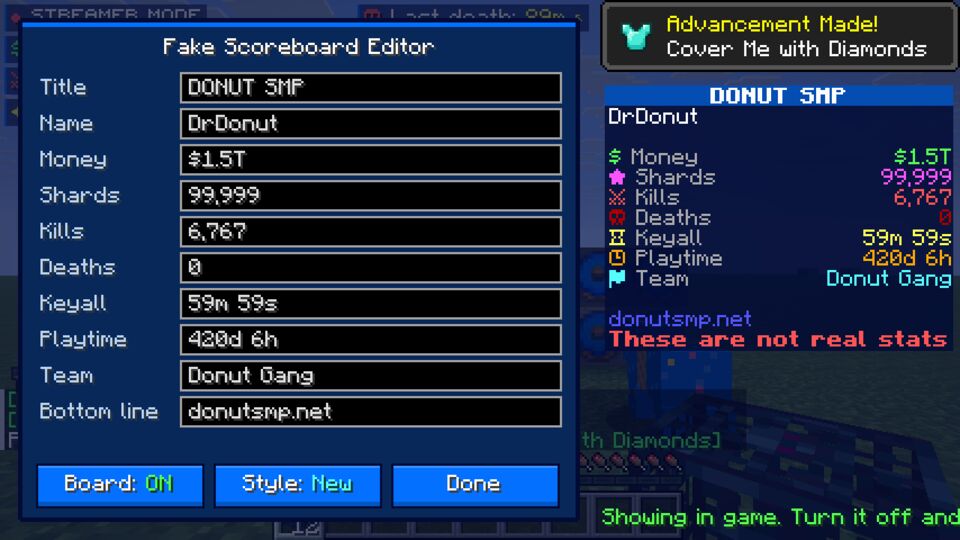 STREAMER MODE
Last death: 99m
Fake Scoreboard Editor
Title DONUT SMP
Name DrDonut
Money $1.5T
Shards 99,999
Kills 6,767
Deaths 0
Keyall 59m 59s
Playtime 420d 6h
Team Donut Gang
Bottom line donutsmp.net
Board: ON Style: New Done
Advancement Made!
Cover Me with Diamonds
DONUT SMP
DrDonut
$ Money $1.5T
Shards 99,999
Kills 6,767
Deaths 0
Keyall 59m 59s
Playtime 420d 6h
Team Donut Gang
donutsmp.net
These are not real stats
th Diamonds]
12
Showing in game. Turn it off and